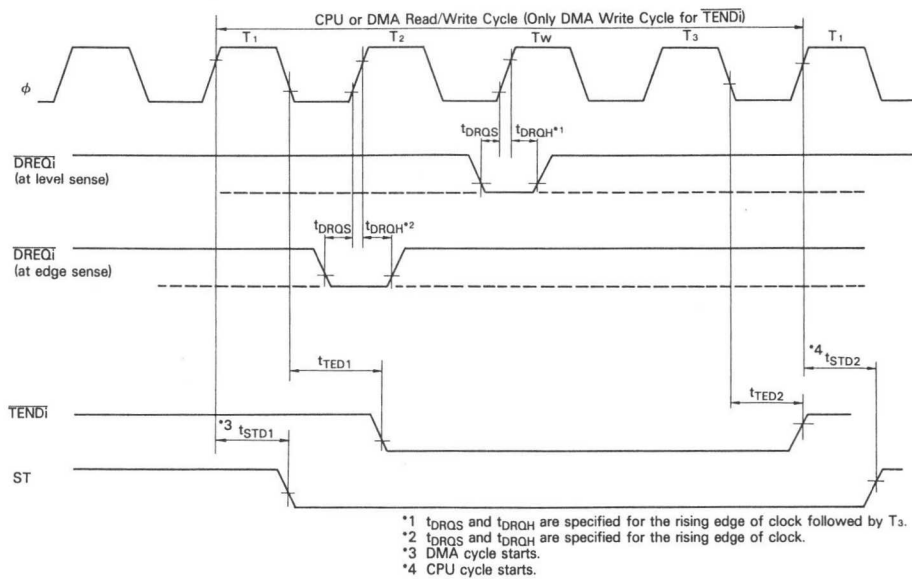 CPU or DMA Read/Write Cycle (Only DMA Write Cycle for TENDi)
T1 T2 TW T3 T1
φ
tDRQS tDRQH*1
DREQi
(at level sense)
tDRQS tDRQH*2
DREQi
(at edge sense)
tTED1 *4 tSTD2
TENDi tTED2
*3 tSTD1
ST
*1 tDRQS and tDRQH are specified for the rising edge of clock followed by T3.
*2 tDRQS and tDRQH are specified for the rising edge of clock.
*3 DMA cycle starts.
*4 CPU cycle starts.